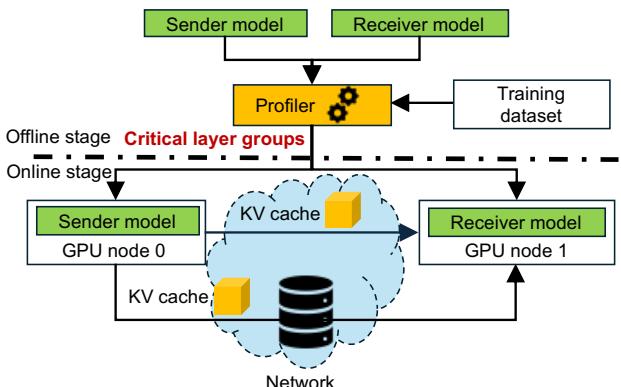 Sender model
Receiver model
Profiler
Training
dataset
Offline stage
Critical layer groups
Online stage
KV cache
Sender model
GPU node 0
Receiver model
GPU node 1
KV cache
Network